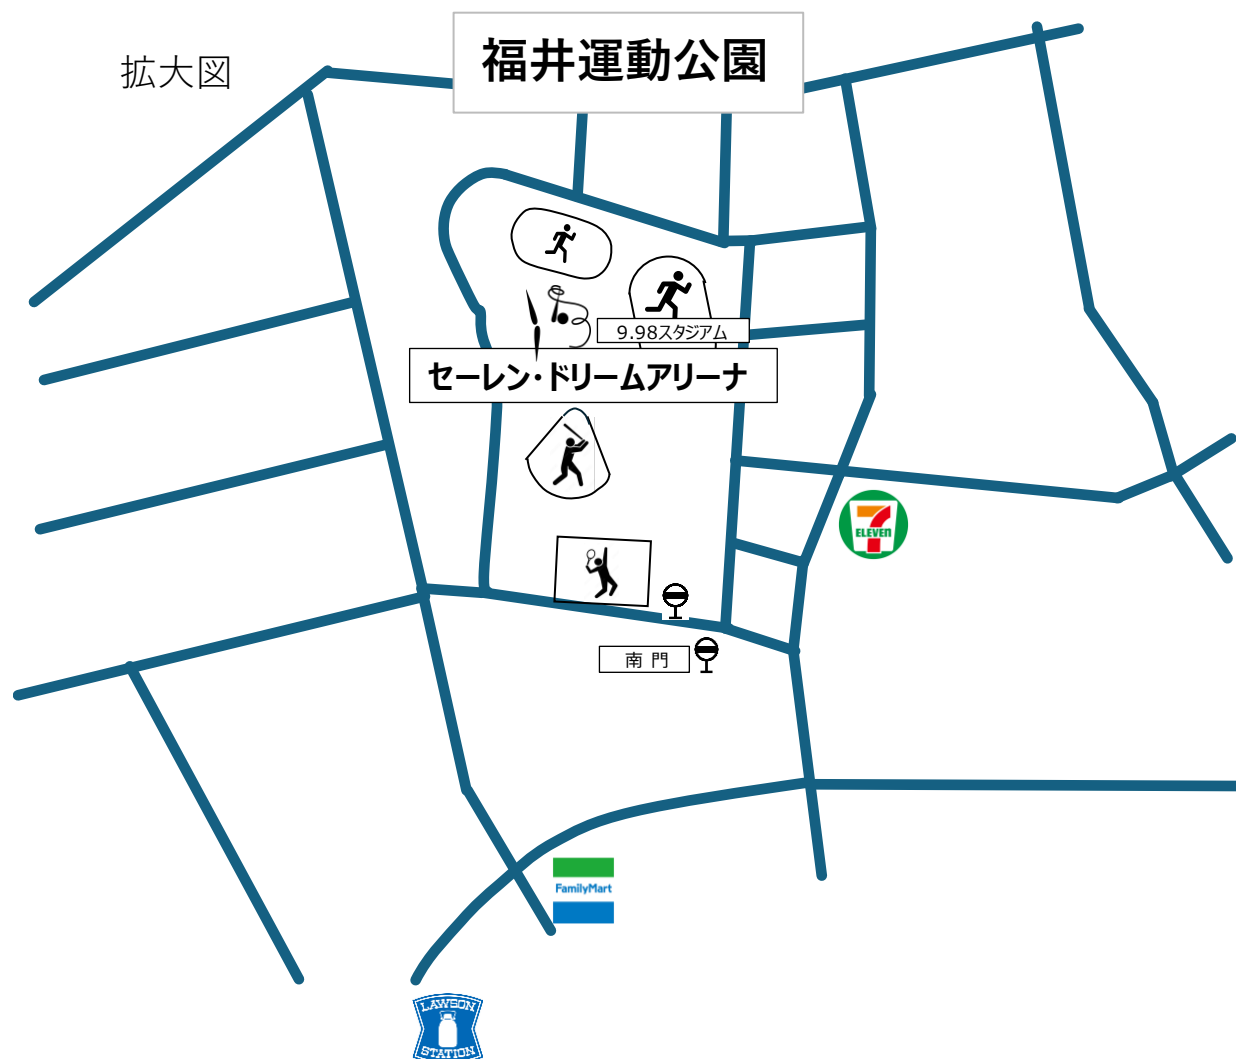 福井運動公園
拡大図
9.98スタジアム
セーレン・ドリームアリーナ
7
ELEVEN
南門
FamilyMart
LAWSON
STATION